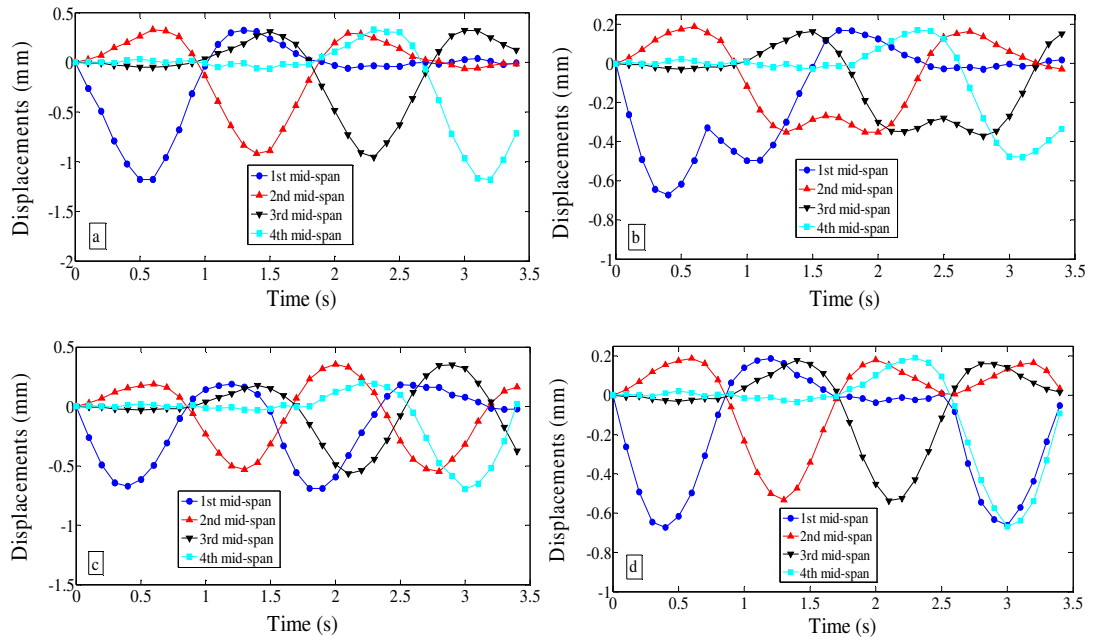 Displacements (mm)
0.5
0
-0.5
-1
-1.5
-2
0 0.5 1 1.5 2 2.5 3 3.5
Time (s)
1st mid-span
2nd mid-span
3rd mid-span
4th mid-span
a
Displacements (mm)
0.2
0
-0.2
-0.4
-0.6
-0.8
-1
0 0.5 1 1.5 2 2.5 3 3.5
Time (s)
1st mid-span
2nd mid-span
3rd mid-span
4th mid-span
b
Displacements (mm)
0.5
0
-0.5
-1
-1.5
0 0.5 1 1.5 2 2.5 3 3.5
Time (s)
1st mid-span
2nd mid-span
3rd mid-span
4th mid-span
c
Displacements (mm)
0.2
0
-0.2
-0.4
-0.6
-0.8
-1
0 0.5 1 1.5 2 2.5 3 3.5
Time (s)
1st mid-span
2nd mid-span
3rd mid-span
4th mid-span
d